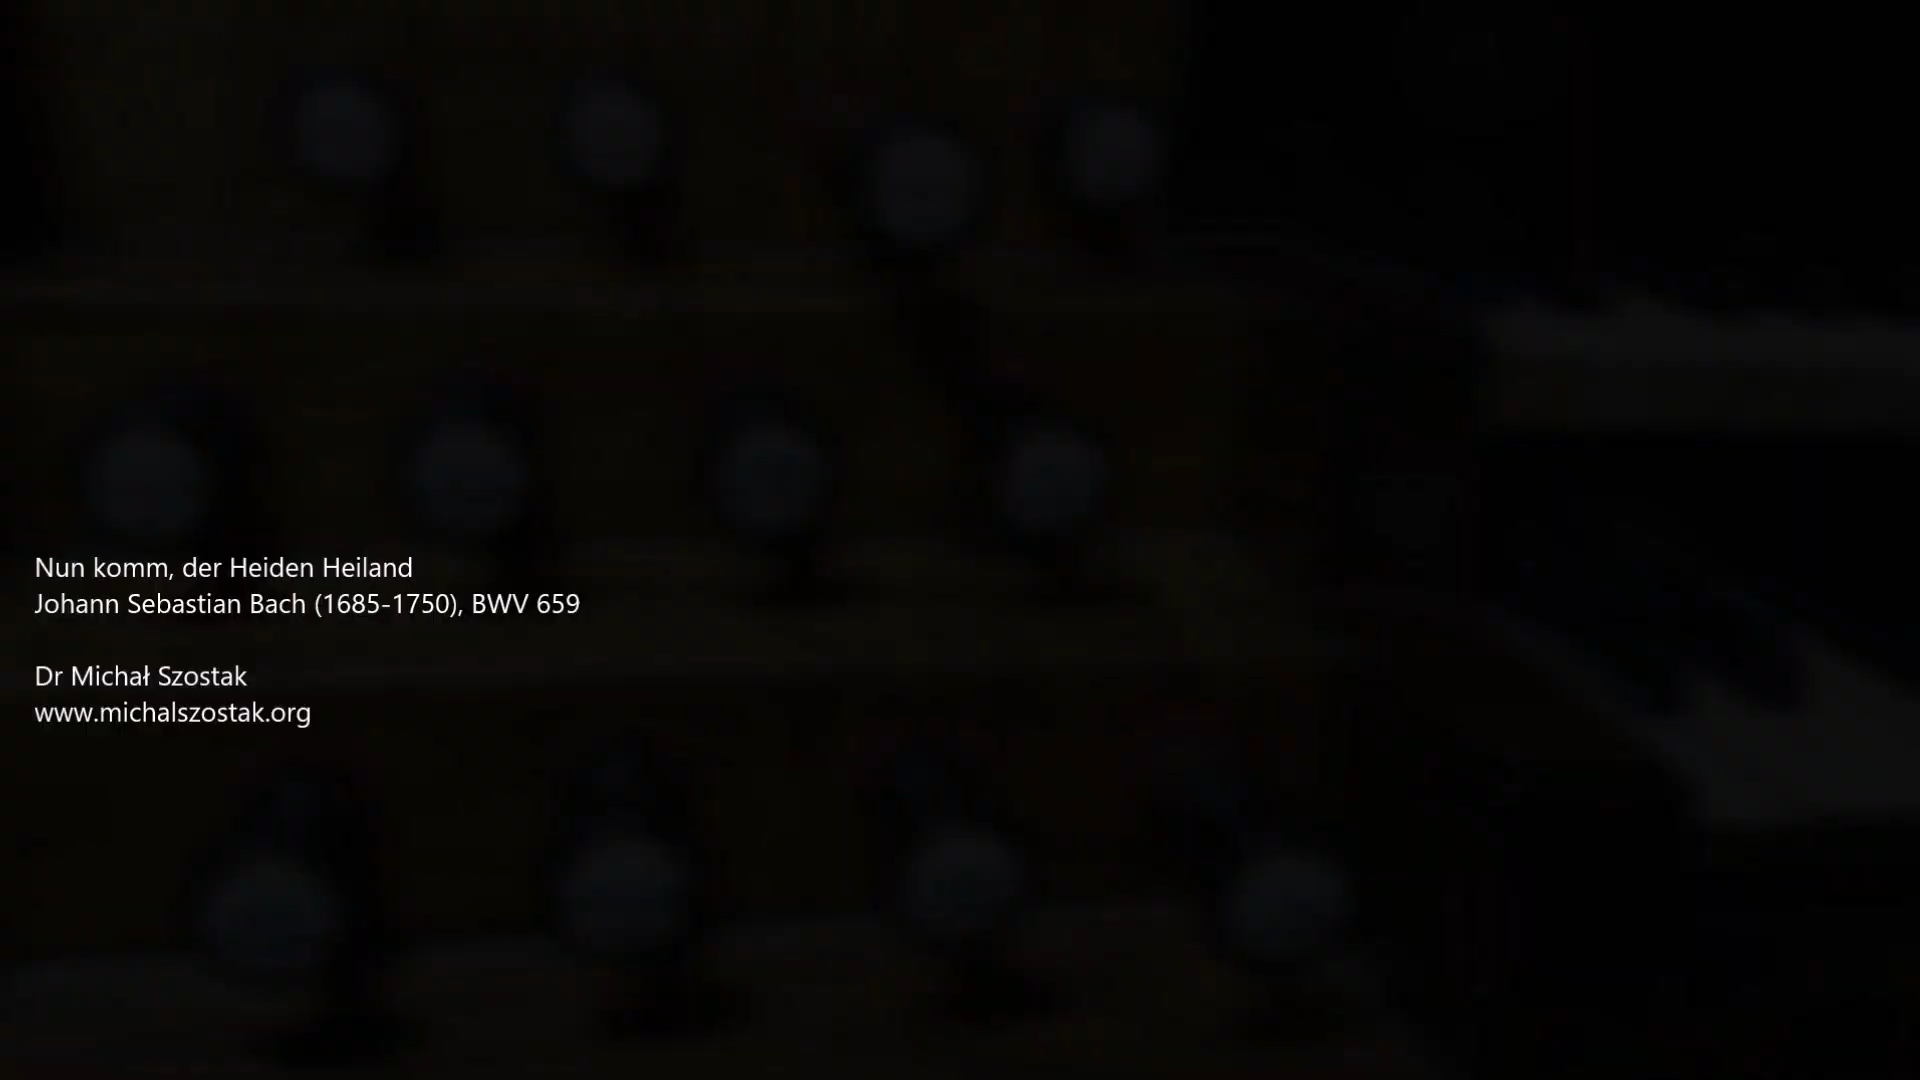 Nun komm, der Heiden Heiland
Johann Sebastian Bach (1685-1750), BWV 659
Dr Michał Szostak
www.michalszostak.org